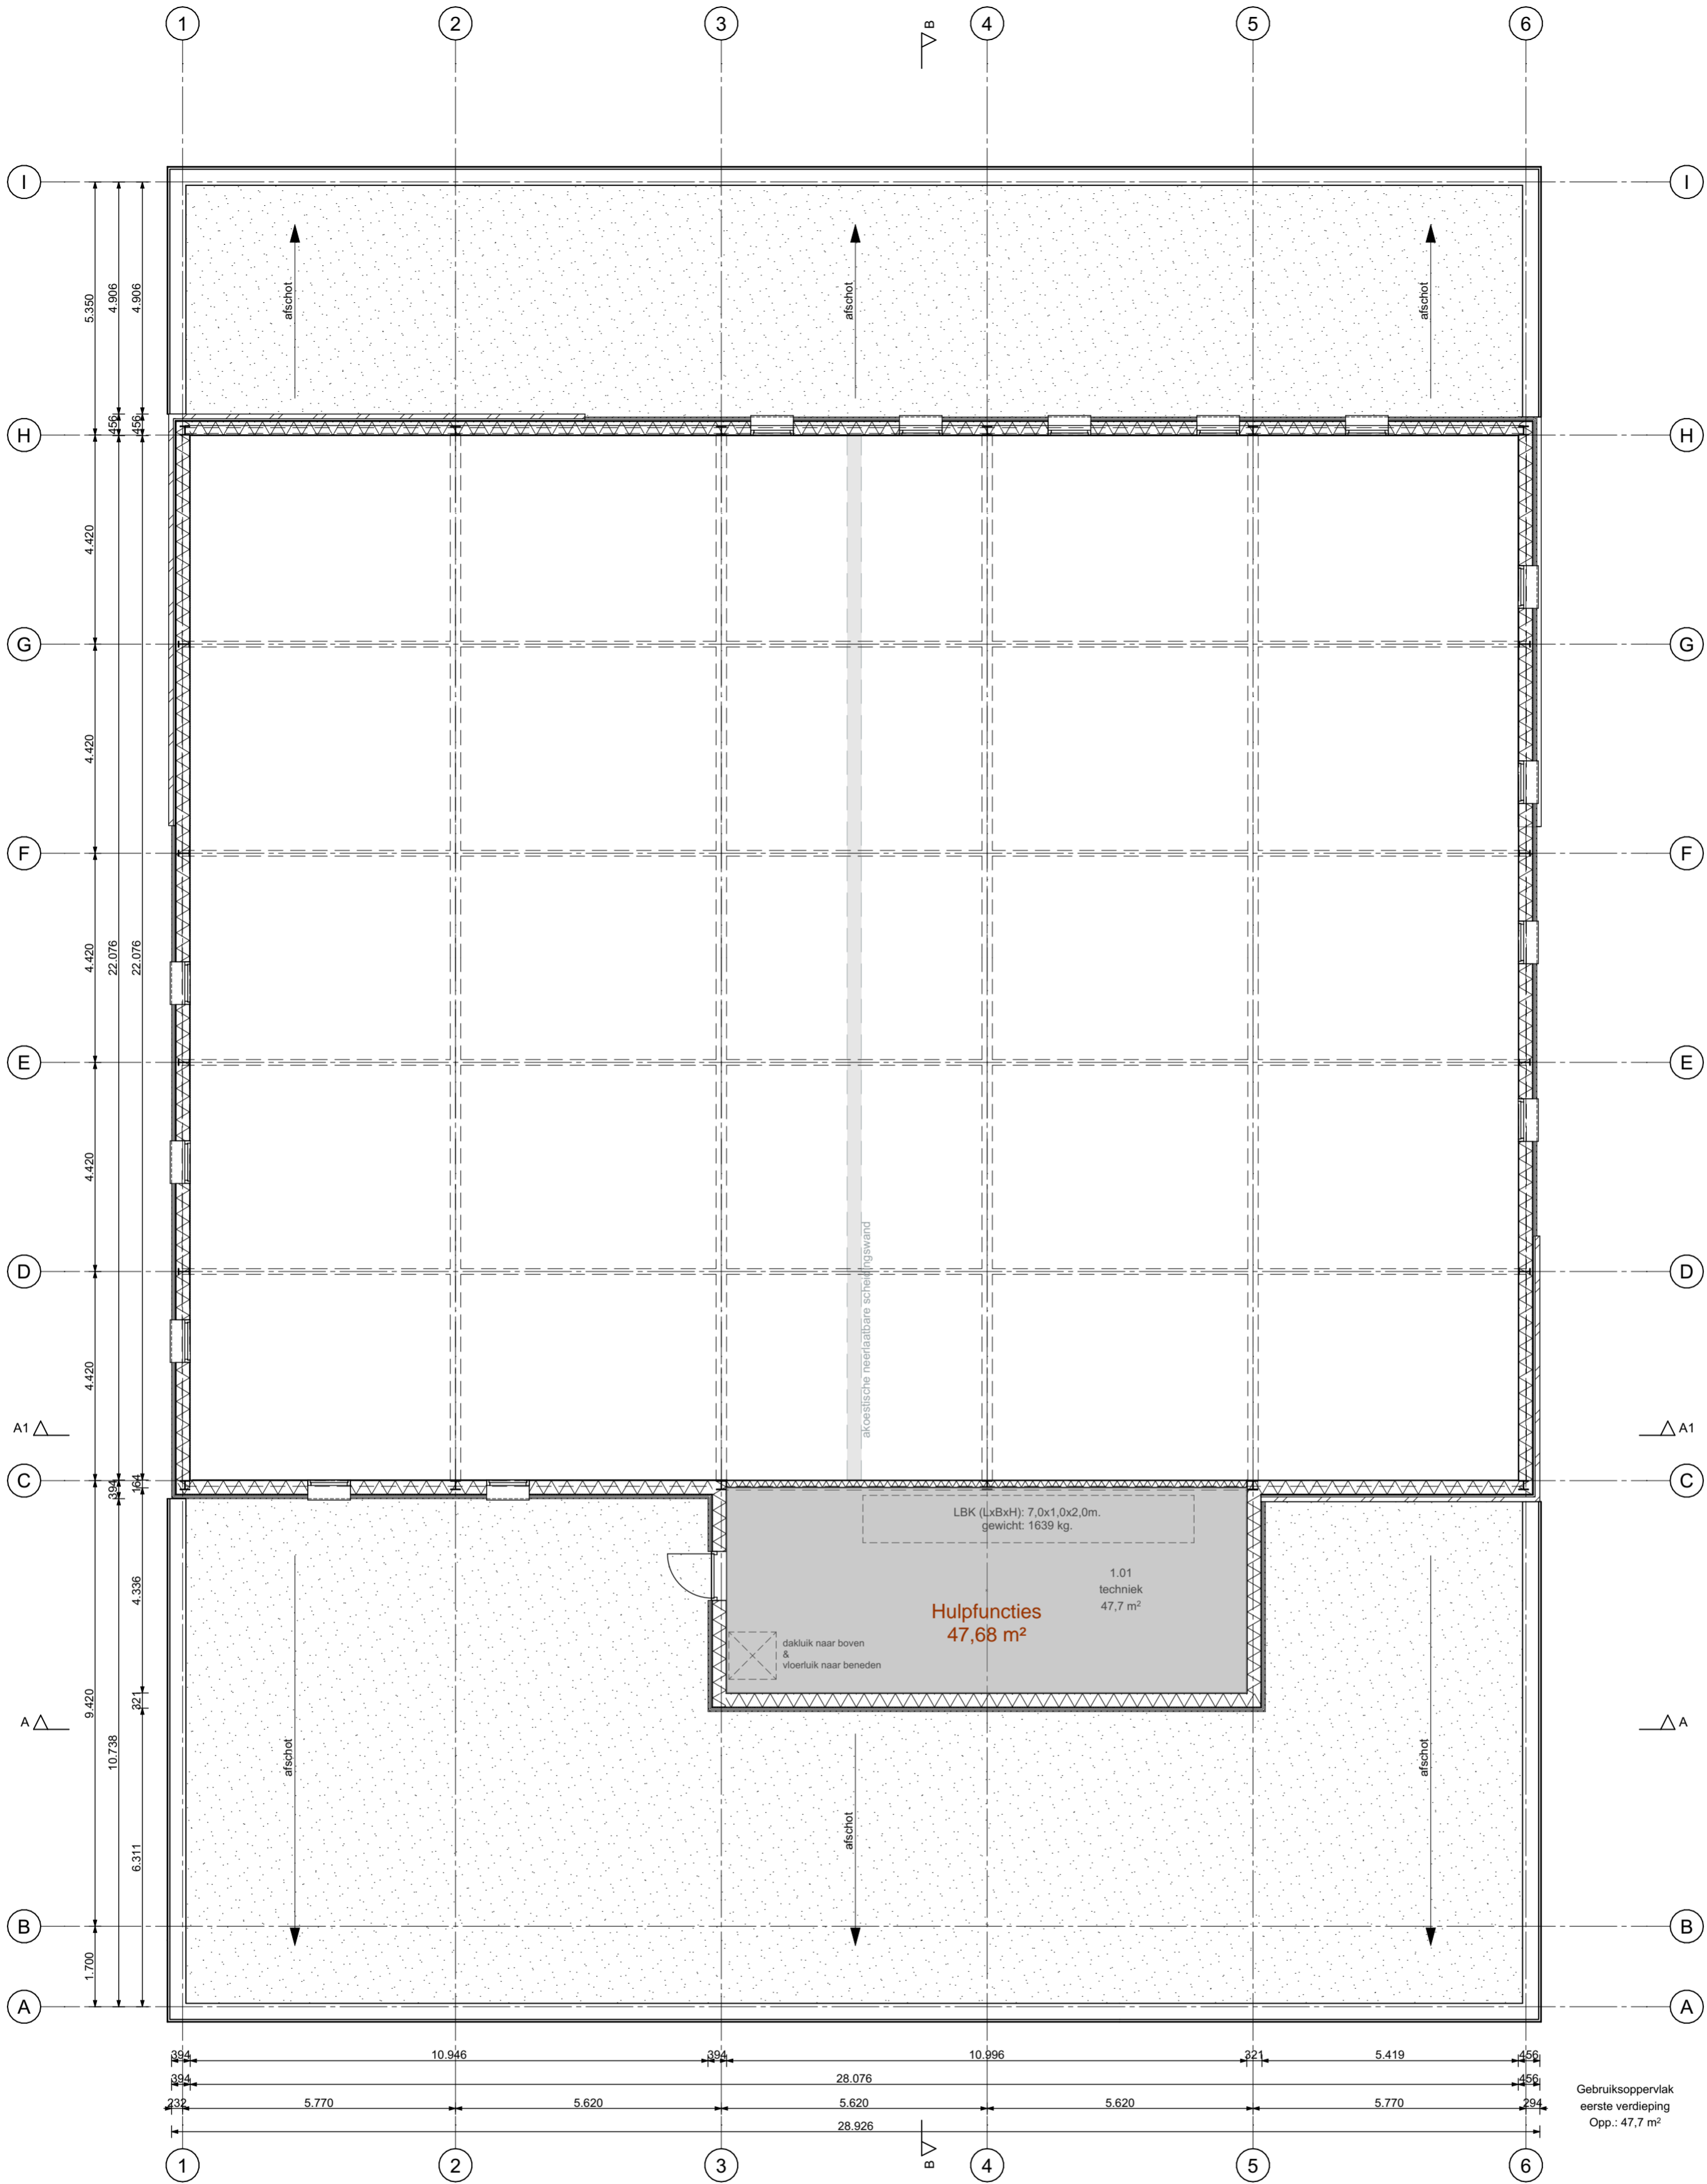 1 2 3 4 5 6
B
I I
5.350
4.906
4.906
afschot afschot afschot
456
456
H H
4.420
G G
4.420
F F
4.420
22.076
22.076
E E
4.420
akoestische neerlaatbare scheidingswand
D D
4.420
A1 A1
C C
394
164
LBK (LxBxH): 7,0x1,0x2,0m.
gewicht: 1639 kg.
4.336
1.01
techniek
47,7 m²
Hulpfuncties
47,68 m²
dakluik naar boven
&
vloerluik naar beneden
9.420
321
A A
10.738
afschot afschot afschot
6.311
B B
1.700
A A
394 10.946 394 10.996 321 5.419 456
394 28.076 456
232 5.770 5.620 5.620 5.620 5.770 294
28.926
Gebruiksoppervlak
eerste verdieping
Opp.: 47,7 m²
B
1 2 3 4 5 6